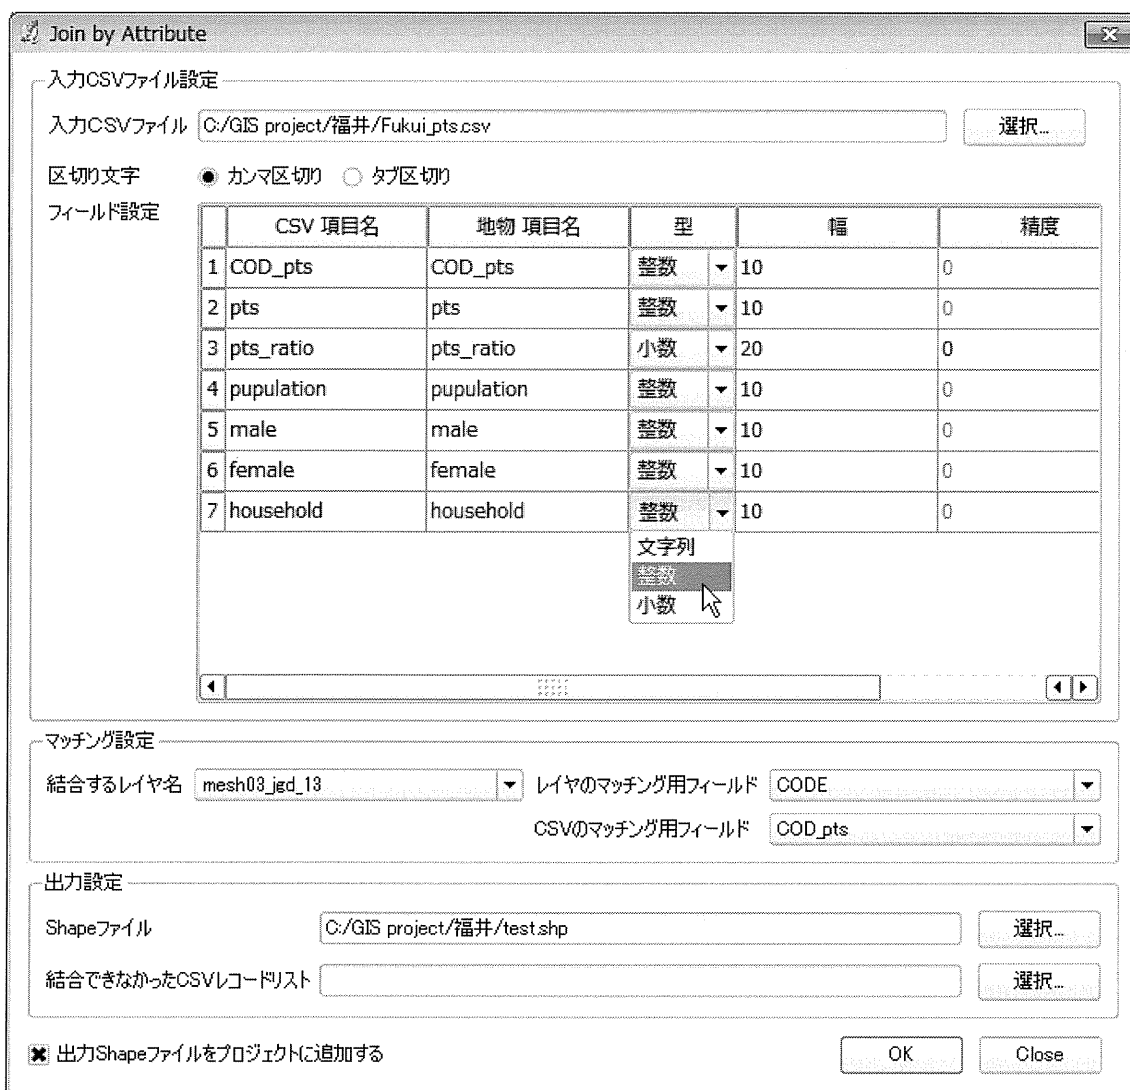 Join by Attribute
入力CSVファイル設定
入力CSVファイル C:/GIS project/福井/Fukui_pts.csv 選択...
区切り文字 カンマ区切り タブ区切り
フィールド設定
CSV 項目名 地物 項目名 型 幅 精度
1 COD_pts COD_pts 整数 10 0
2 pts pts 整数 10 0
3 pts_ratio pts_ratio 小数 20 0
4 pupulation pupulation 整数 10 0
5 male male 整数 10 0
6 female female 整数 10 0
7 household household 整数 10 0
文字列
整数
小数
マッチング設定
結合するレイヤ名 mesh03_jgd_13 レイヤのマッチング用フィールド CODE
CSVのマッチング用フィールド COD_pts
出力設定
Shapeファイル C:/GIS project/福井/test.shp 選択...
結合できなかったCSVレコードリスト 選択...
出力Shapeファイルをプロジェクトに追加する OK Close